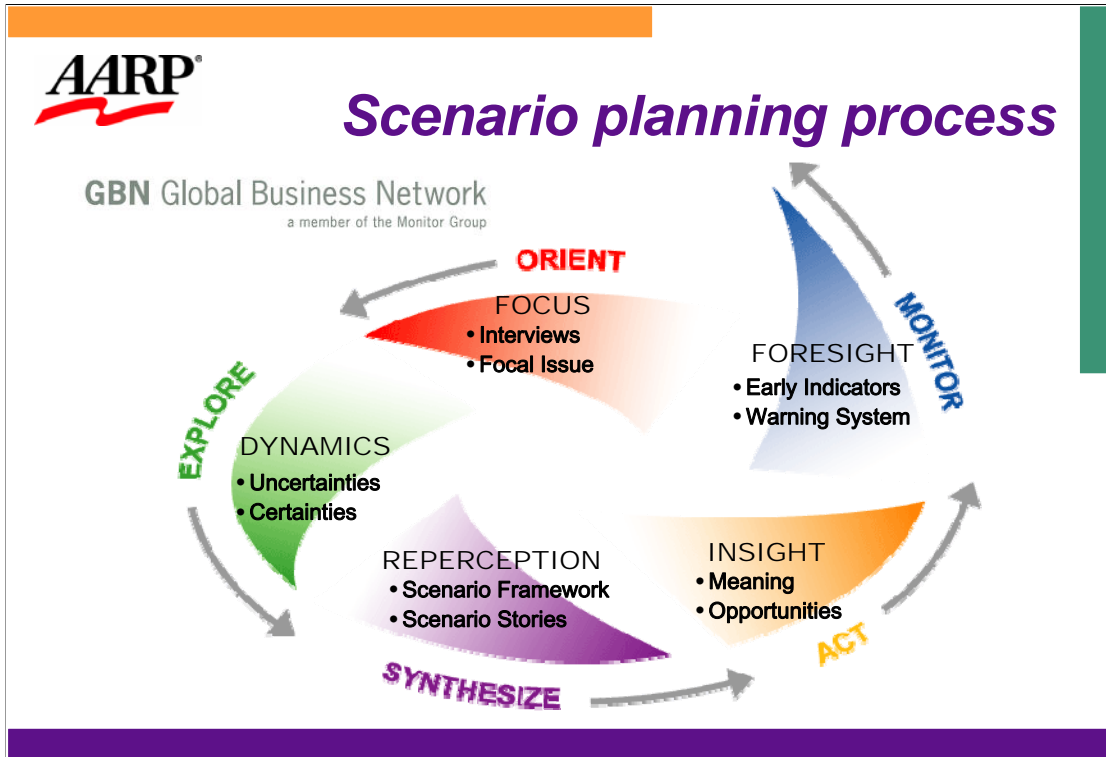 AARP®
Scenario planning process
GBN Global Business Network
a member of the Monitor Group
ORIENT
FOCUS
• Interviews
• Focal Issue
EXPLORE
DYNAMICS
• Uncertainties
• Certainties
SYNTHESIZE
REPERCEPTION
• Scenario Framework
• Scenario Stories
ACT
INSIGHT
• Meaning
• Opportunities
MONITOR
FORESIGHT
• Early Indicators
• Warning System